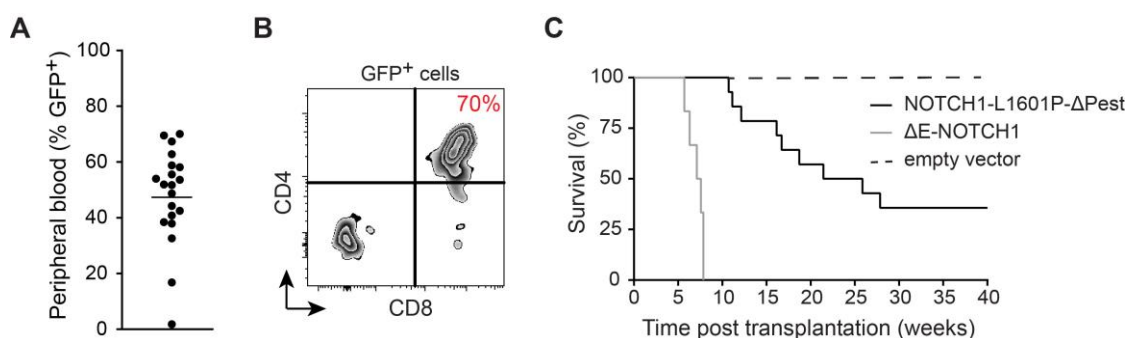 A
Peripheral blood (% GFP+)
100
80
60
40
20
0
B
GFP+ cells
70%
CD4
CD8
C
Survival (%)
100
75
50
25
0
0 5 10 15 20 25 30 35 40
Time post transplantation (weeks)
NOTCH1-L1601P-ΔPest
ΔE-NOTCH1
empty vector